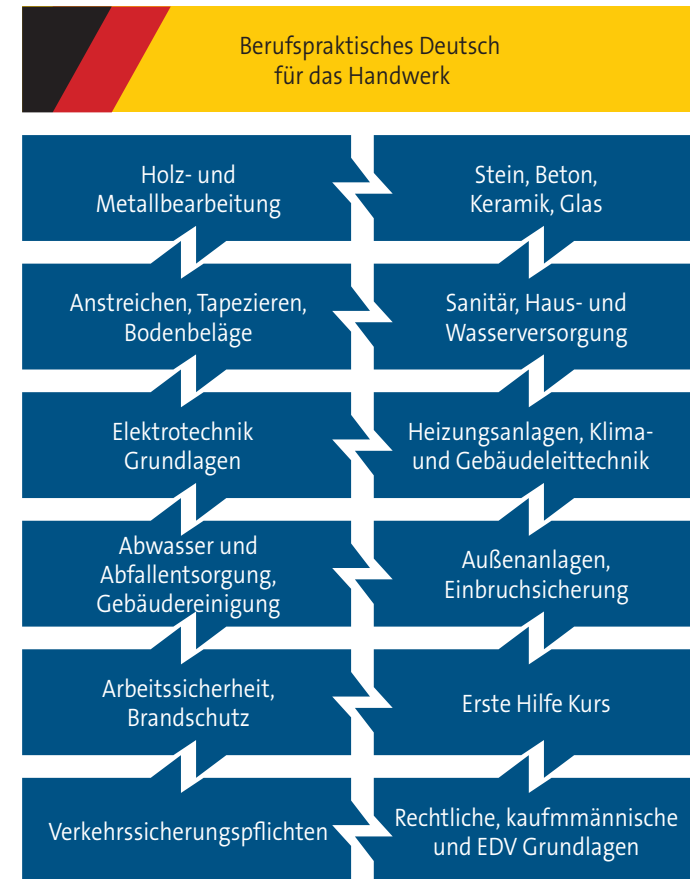 Berufspraktisches Deutsch
für das Handwerk
Holz- und
Metallbearbeitung
Stein, Beton,
Keramik, Glas
Anstreichen, Tapezieren,
Bodenbeläge
Sanitär, Haus- und
Wasserversorgung
Elektrotechnik
Grundlagen
Heizungsanlagen, Klima-
und Gebäudeleittechnik
Abwasser und
Abfallentsorgung,
Gebäudereinigung
Außenanlagen,
Einbruchsicherung
Arbeitssicherheit,
Brandschutz
Erste Hilfe Kurs
Verkehrssicherungspflichten
Rechtliche, kaufmmännische
und EDV Grundlagen